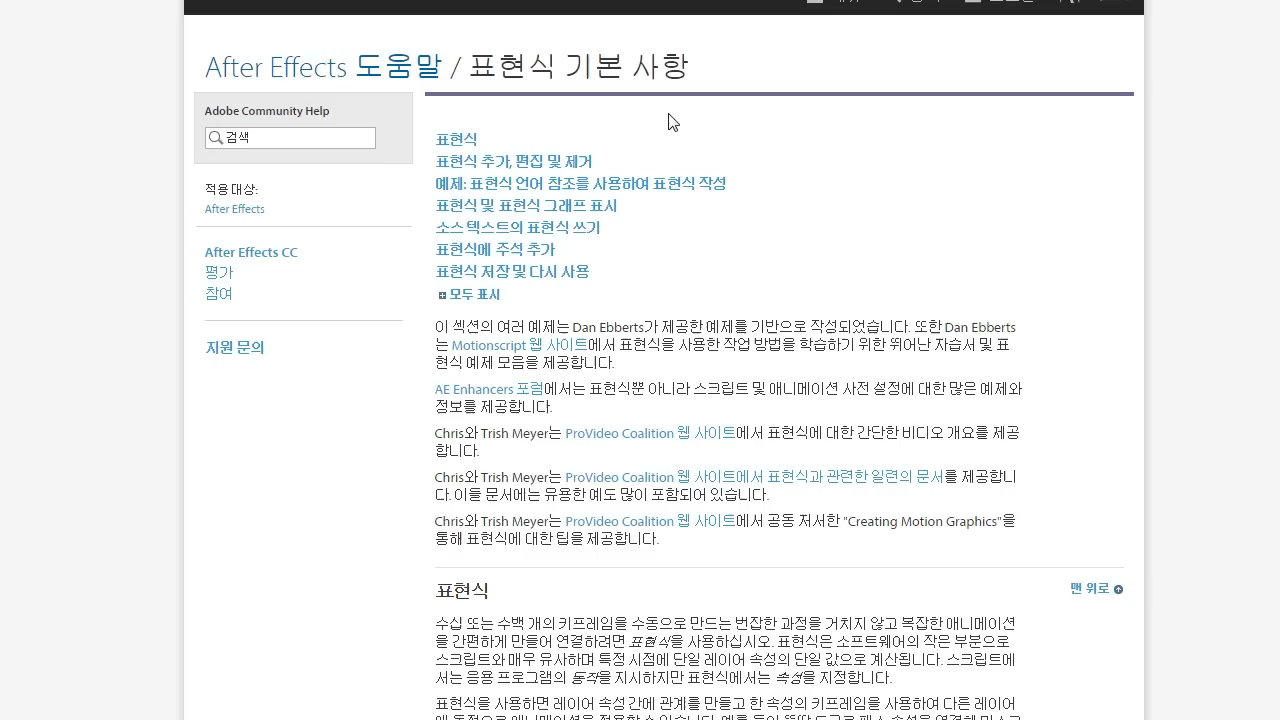 After Effects 도움말 / 표현식 기본 사항
Adobe Community Help
검색
적용 대상:
After Effects
After Effects CC
평가
참여
지원 문의
표현식
표현식 추가, 편집 및 제거
예제: 표현식 언어 참조를 사용하여 표현식 작성
표현식 및 표현식 그래프 표시
소스 텍스트의 표현식 쓰기
표현식에 주석 추가
표현식 저장 및 다시 사용
모두 표시
이 섹션의 여러 예제는 Dan Ebberts가 제공한 예제를 기반으로 작성되었습니다. 또한 Dan Ebberts
는 Motionscript 웹 사이트에서 표현식을 사용한 작업 방법을 학습하기 위한 뛰어난 자습서 및 표
현식 예제 모음을 제공합니다.
AE Enhancers 포럼에서는 표현식뿐 아니라 스크립트 및 애니메이션 사전 설정에 대한 많은 예제와
정보를 제공합니다.
Chris와 Trish Meyer는 ProVideo Coalition 웹 사이트에서 표현식에 대한 간단한 비디오 개요를 제공
합니다.
Chris와 Trish Meyer는 ProVideo Coalition 웹 사이트에서 표현식과 관련한 일련의 문서를 제공합니
다. 이들 문서에는 유용한 예도 많이 포함되어 있습니다.
Chris와 Trish Meyer는 ProVideo Coalition 웹 사이트에서 공동 저서한 "Creating Motion Graphics"을
통해 표현식에 대한 팁을 제공합니다.
표현식
맨 위로
수십 또는 수백 개의 키프레임을 수동으로 만드는 번잡한 과정을 거치지 않고 복잡한 애니메이션
을 간편하게 만들어 연결하려면 표현식을 사용하십시오. 표현식은 소프트웨어의 작은 부분으로
스크립트와 매우 유사하며 특정 시점에 단일 레이어 속성의 단일 값으로 계산됩니다. 스크립트에
서는 응용 프로그램의 동작을 지시하지만 표현식에서는 속성을 지정합니다.
표현식을 사용하면 레이어 속성 간에 관계를 만들고 한 속성의 키프레임을 사용하여 다른 레이어